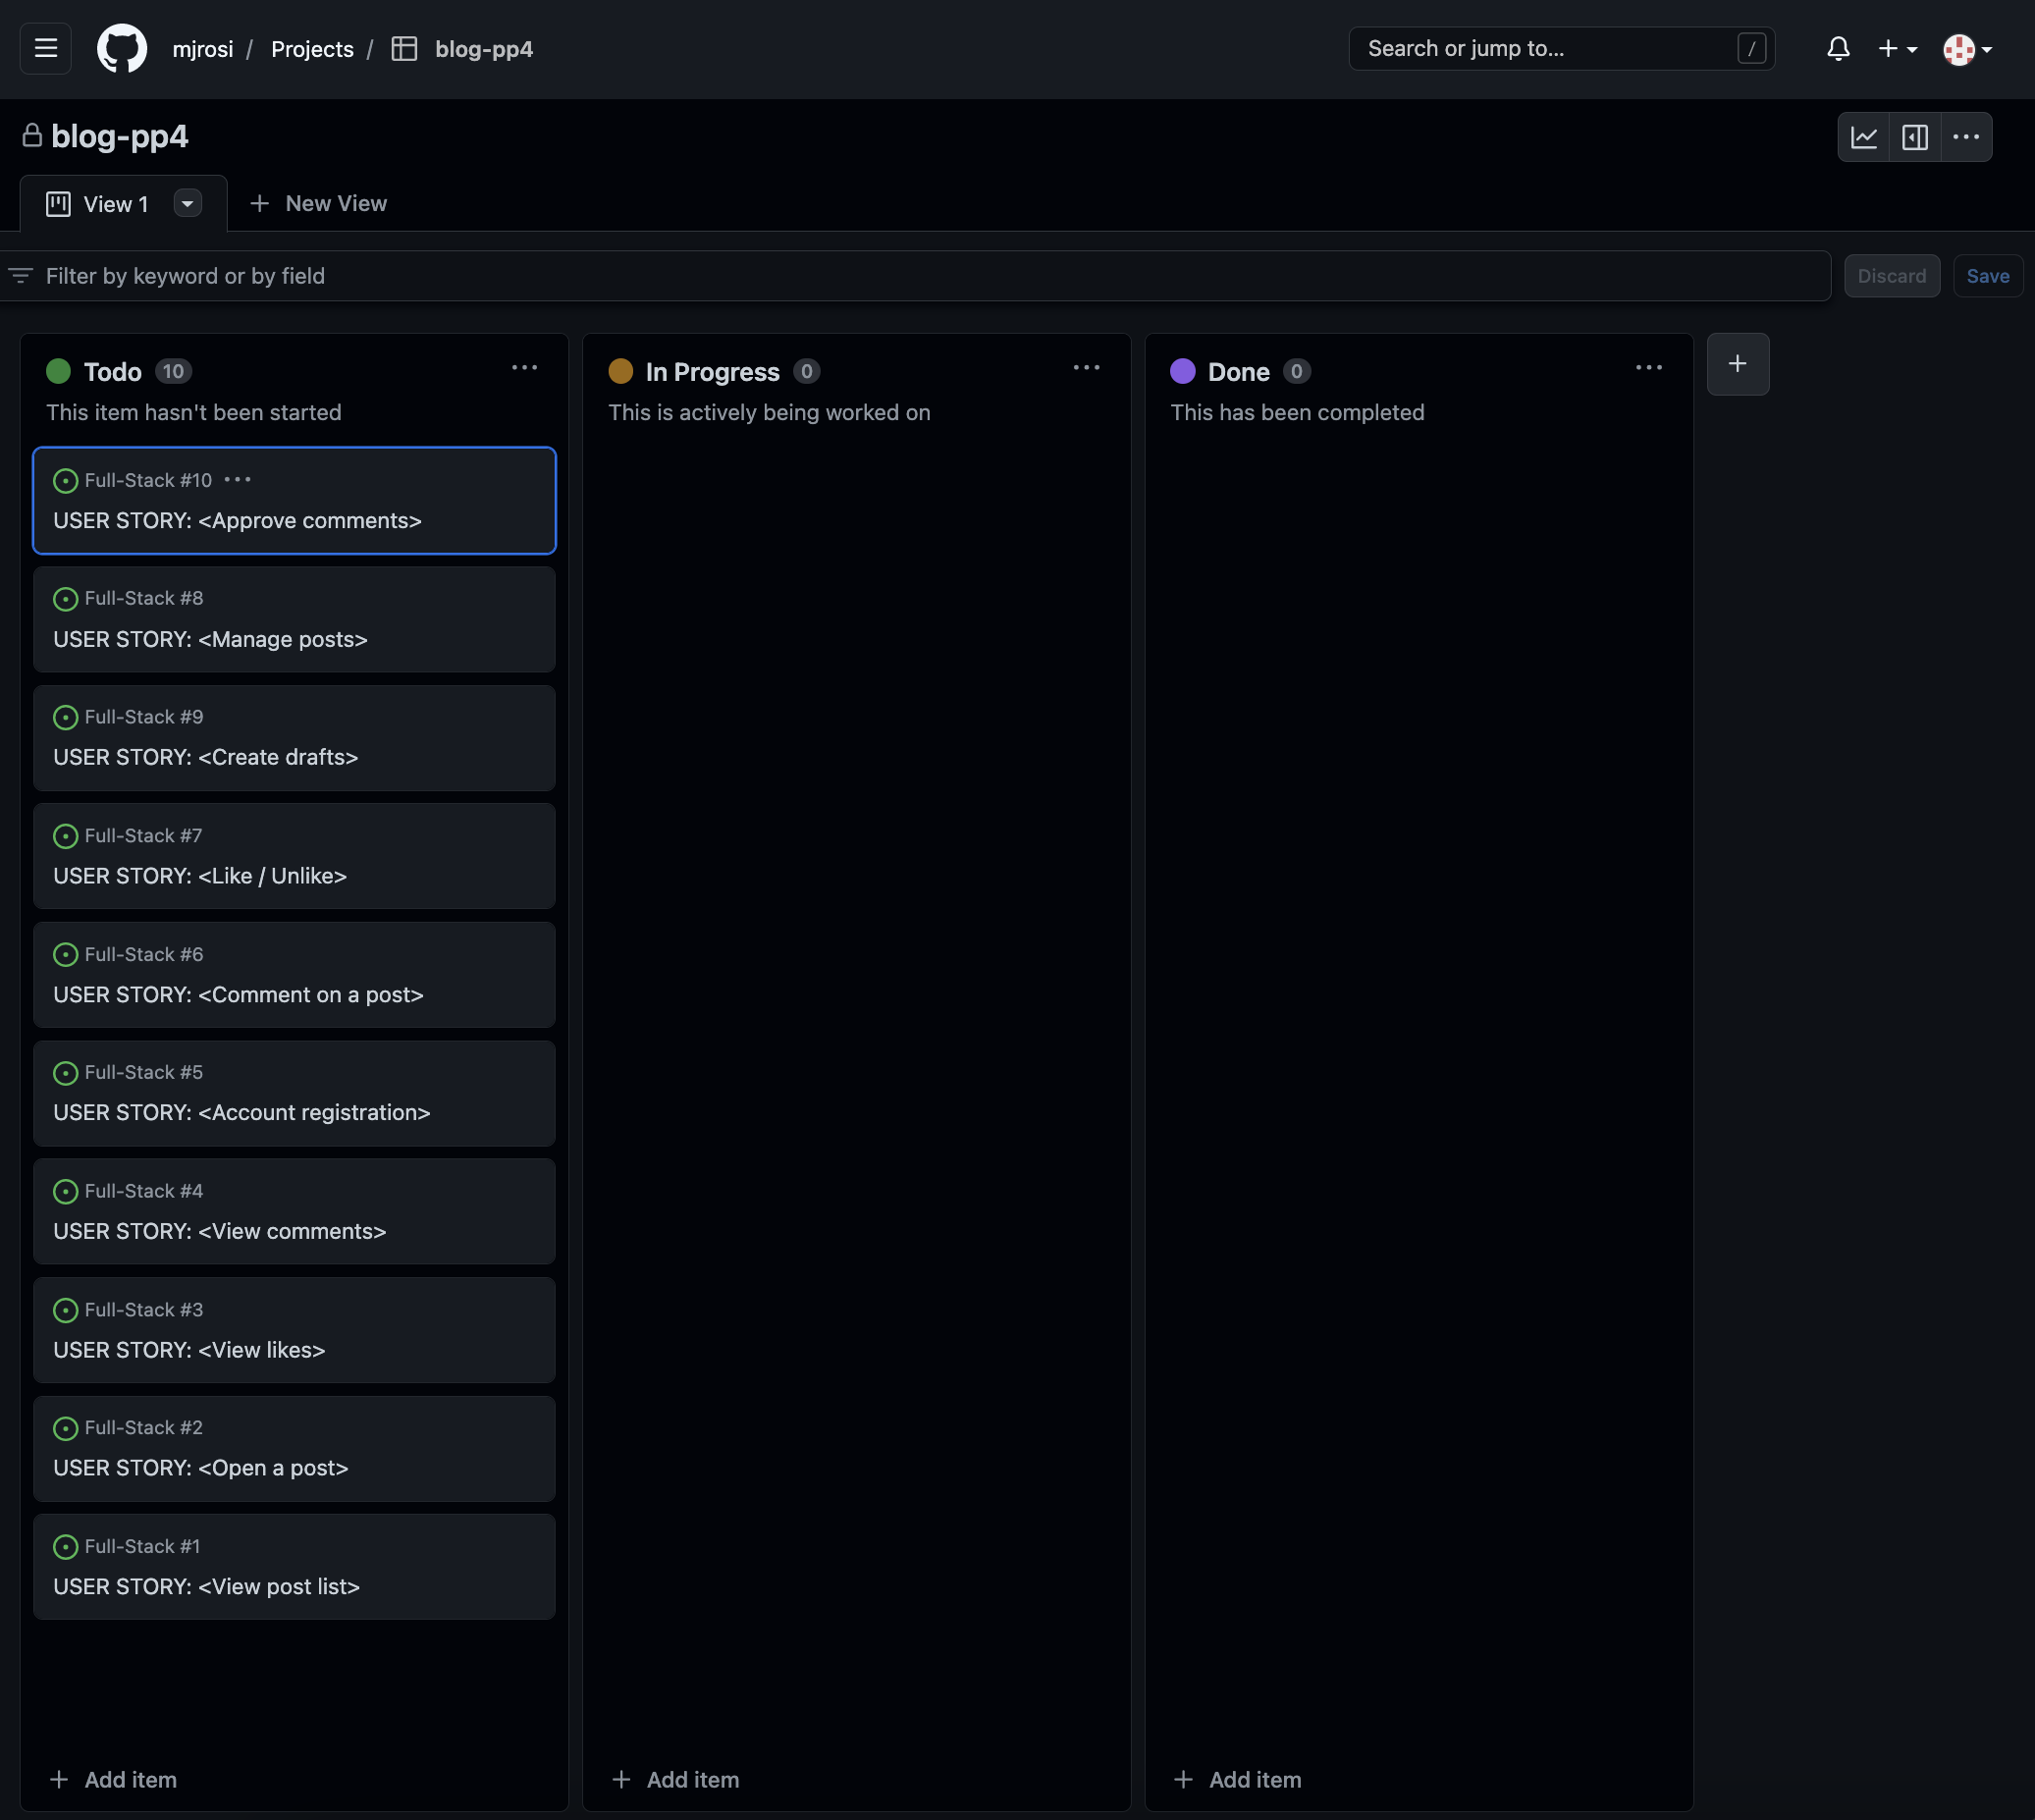 mjrosi / Projects / blog-pp4
Search or jump to... /
blog-pp4
View 1
New View
Filter by keyword or by field
Discard
Save
Todo 10
This item hasn't been started
Full-Stack #10
USER STORY: <Approve comments>
Full-Stack #8
USER STORY: <Manage posts>
Full-Stack #9
USER STORY: <Create drafts>
Full-Stack #7
USER STORY: <Like / Unlike>
Full-Stack #6
USER STORY: <Comment on a post>
Full-Stack #5
USER STORY: <Account registration>
Full-Stack #4
USER STORY: <View comments>
Full-Stack #3
USER STORY: <View likes>
Full-Stack #2
USER STORY: <Open a post>
Full-Stack #1
USER STORY: <View post list>
Add item
In Progress 0
This is actively being worked on
Add item
Done 0
This has been completed
Add item